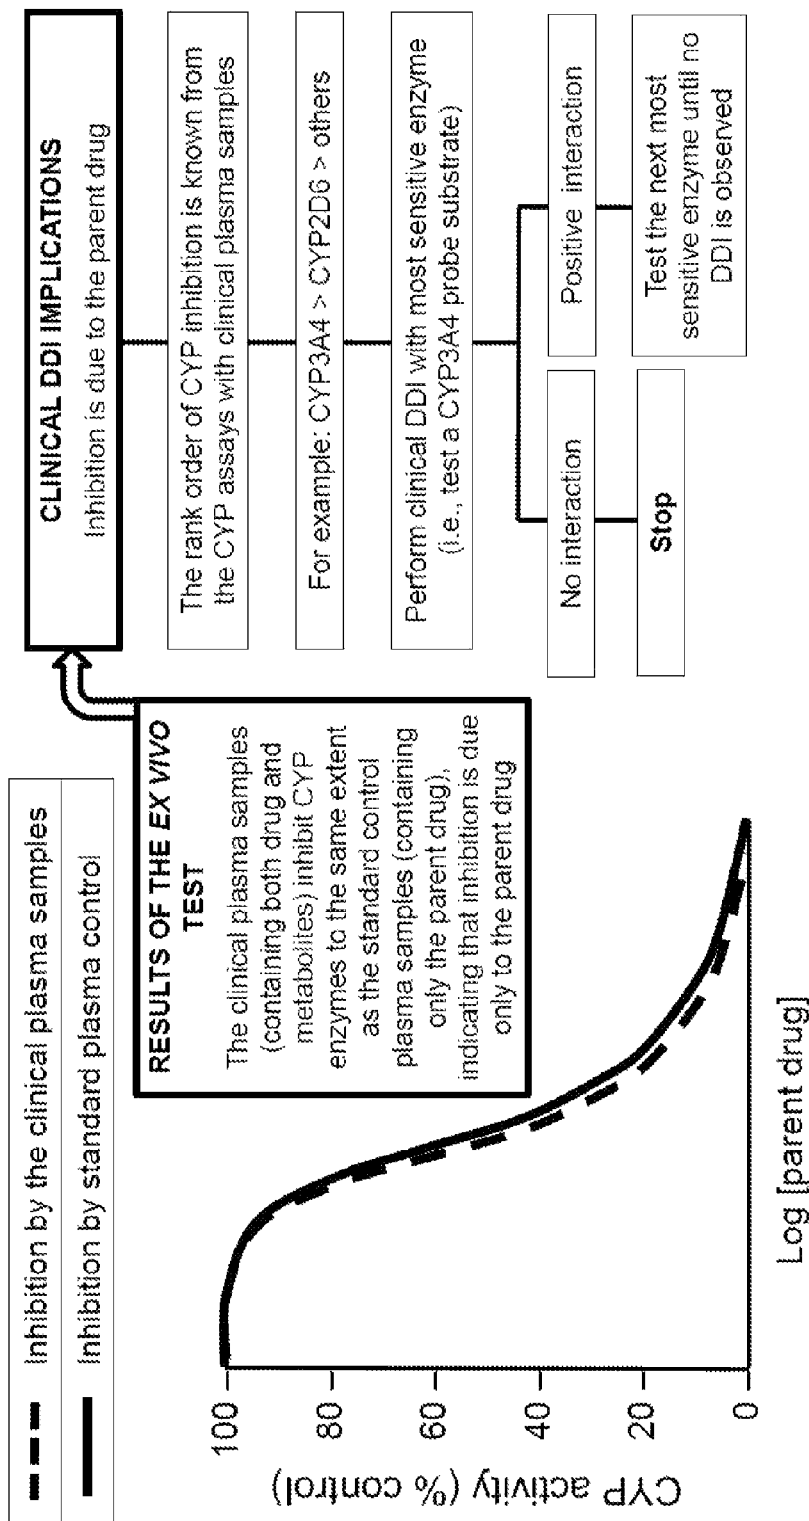 Inhibition by the clinical plasma samples
Inhibition by standard plasma control
CYP activity (% control)
100
80
60
40
20
0
Log [parent drug]
RESULTS OF THE EX VIVO
TEST
The clinical plasma samples
(containing both drug and
metabolites) inhibit CYP
enzymes to the same extent
as the standard control
plasma samples (containing
only the parent drug),
indicating that inhibition is due
only to the parent drug
CLINICAL DDI IMPLICATIONS
Inhibition is due to the parent drug
The rank order of CYP inhibition is known from
the CYP assays with clinical plasma samples
For example: CYP3A4 > CYP2D6 > others
Perform clinical DDI with most sensitive enzyme
(i.e., test a CYP3A4 probe substrate)
No interaction
Stop
Positive interaction
Test the next most
sensitive enzyme until no
DDI is observed